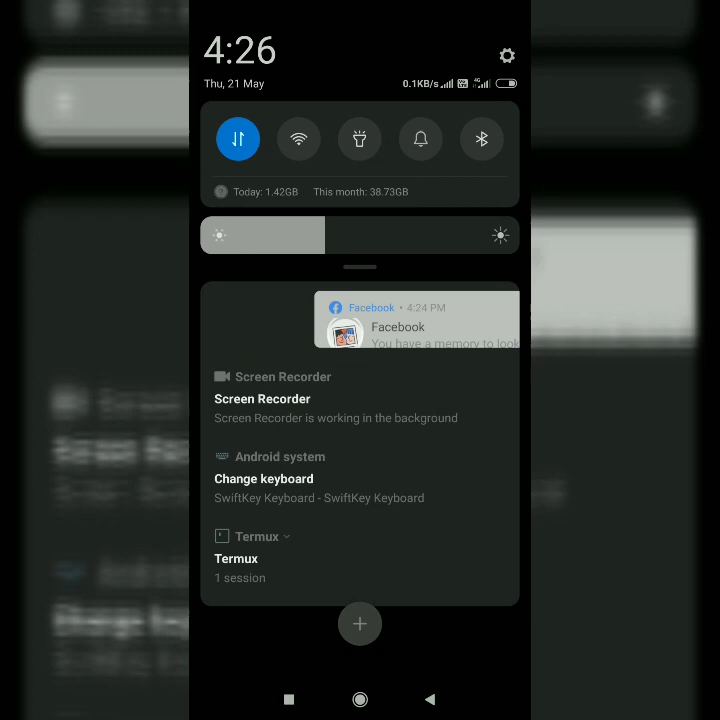 4:26
Thu, 21 May
0.1KB/s
4G
Today: 1.42GB This month: 38.73GB
Facebook • 4:24 PM
Facebook
You have a memory to look
Screen Recorder
Screen Recorder
Screen Recorder is working in the background
Android system
Change keyboard
SwiftKey Keyboard - SwiftKey Keyboard
Termux
Termux
1 session